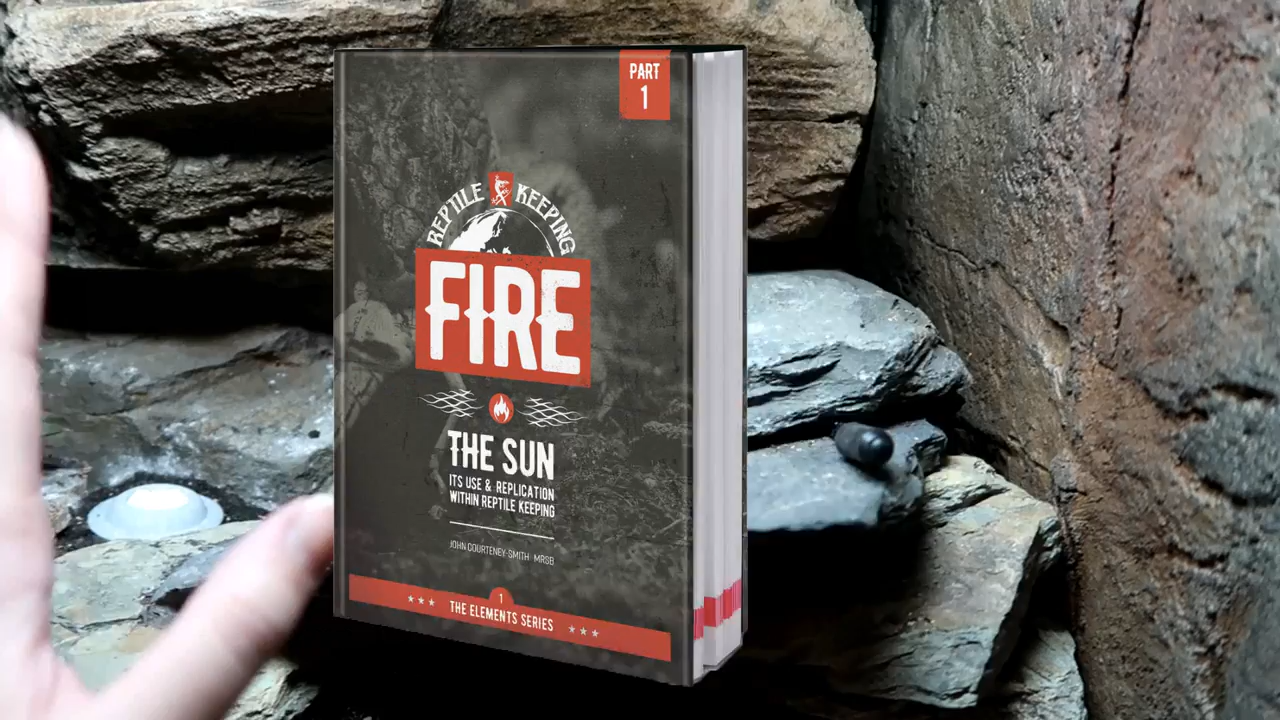 PART
1
REPTILE KEEPING
FIRE
THE SUN
ITS USE & REPLICATION
WITHIN REPTILE KEEPING
JOHN COURTENEY-SMITH MRSB
1
THE ELEMENTS SERIES